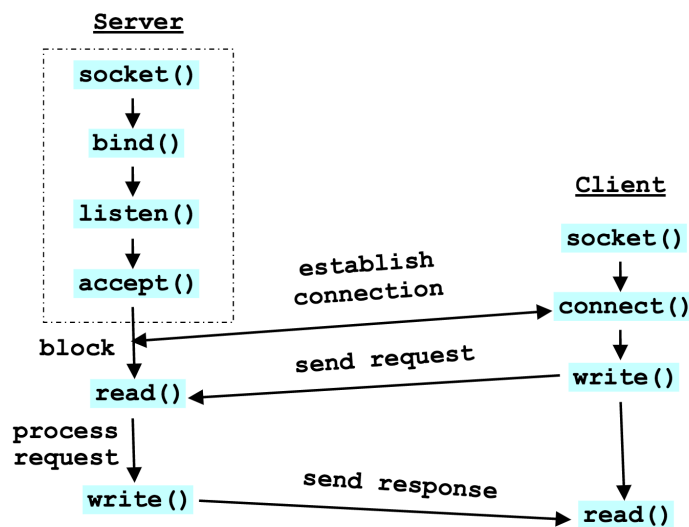 Server
socket()
bind()
listen()
accept()
block
read()
process
request
write()
establish
connection
send request
send response
Client
socket()
connect()
write()
read()